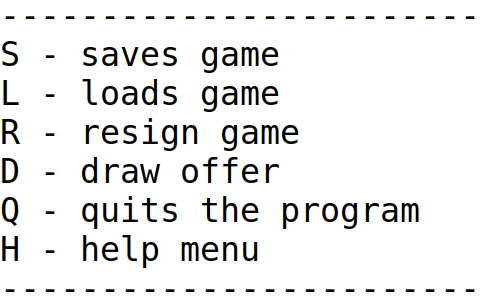 ------------------------
S - saves game
L - loads game
R - resign game
D - draw offer
Q - quits the program
H - help menu
------------------------